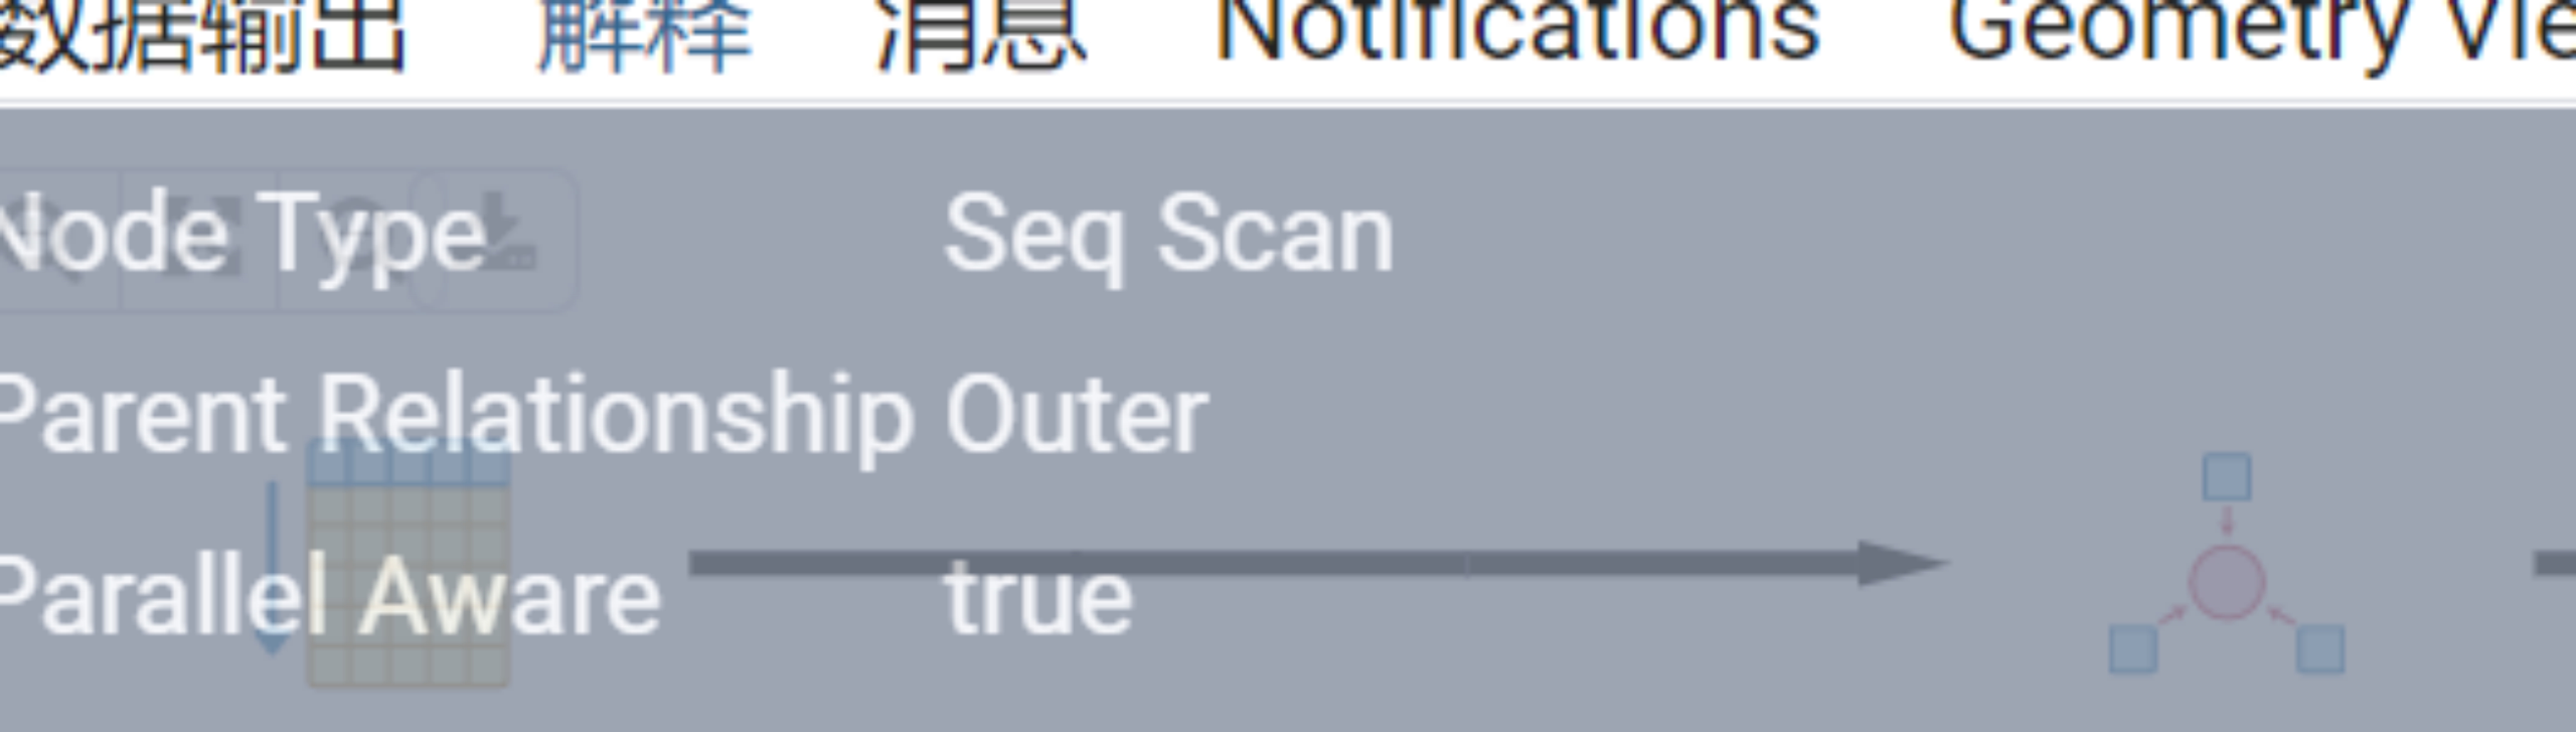 数据输出 解释 消息 Notifications Geometry Vie
Node Type Seq Scan
Parent Relationship Outer
Parallel Aware true